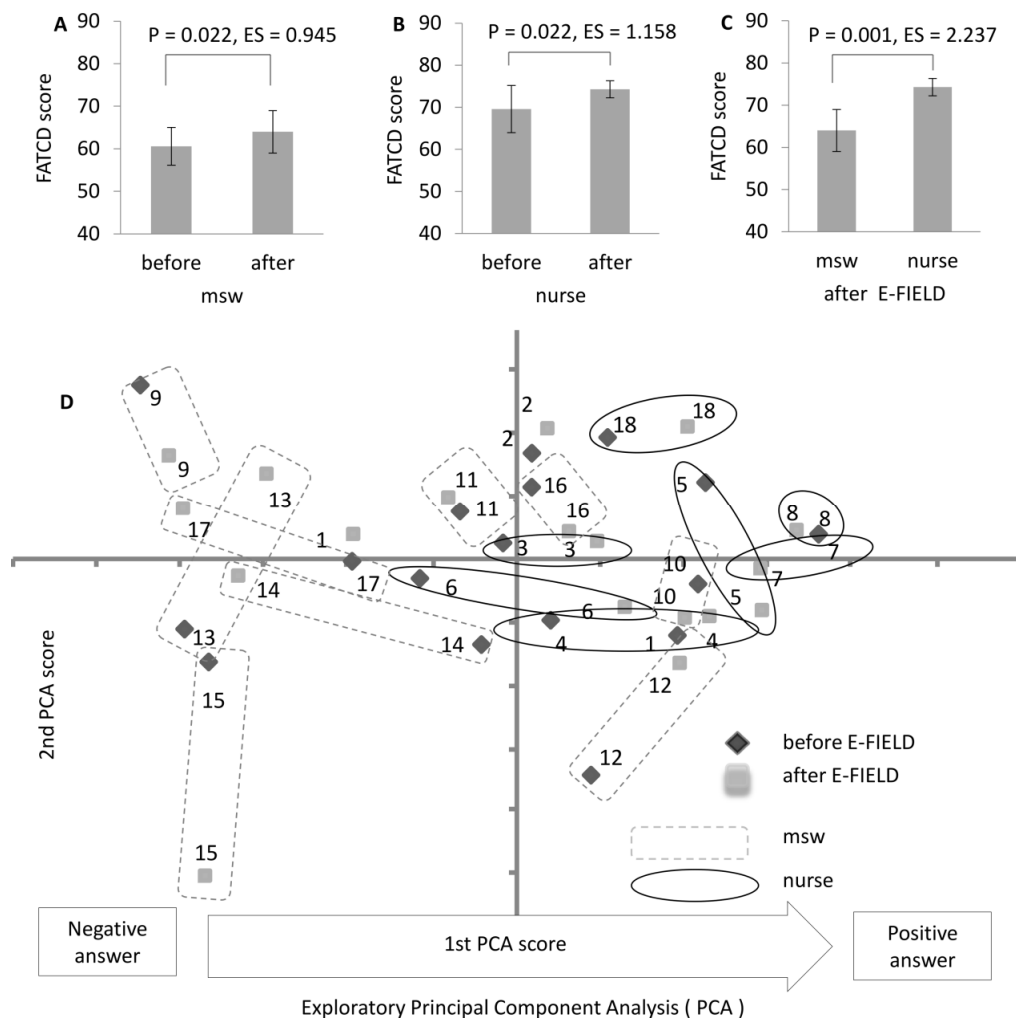 A
P = 0.022, ES = 0.945
FATCD score
90
80
70
60
50
40
before after
msw
B
P = 0.022, ES = 1.158
FATCD score
90
80
70
60
50
40
before after
nurse
C
P = 0.001, ES = 2.237
FATCD score
90
80
70
60
50
40
msw nurse
after E-FIELD
D
9
9
2
2
18
18
13
11
11
16
16
5
8
8
17
1
3
3
7
7
17
10
14
6
10
5
6
13
14
4
1
4
15
12
12
15
2nd PCA score
before E-FIELD
after E-FIELD
msw
nurse
Negative
answer
1st PCA score
Positive
answer
Exploratory Principal Component Analysis ( PCA )